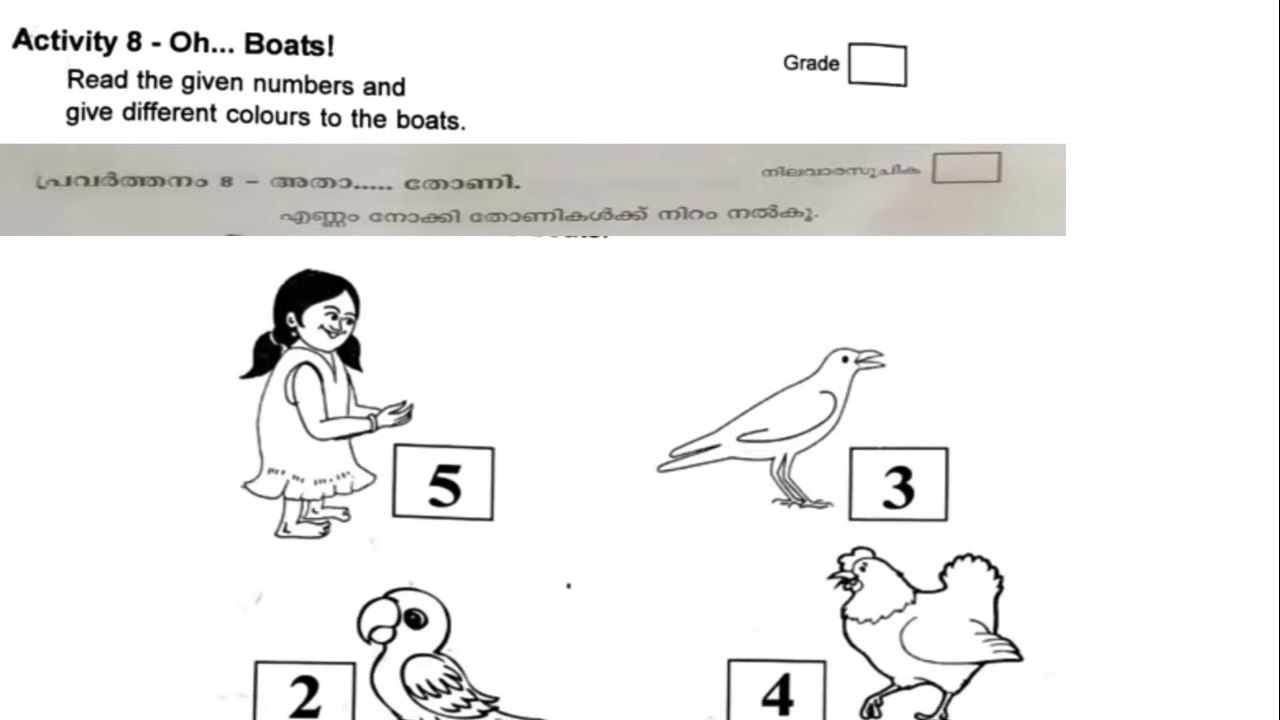 Activity 8 - Oh... Boats!
Grade
Read the given numbers and
give different colours to the boats.
പ്രവർത്തനം 8 – അതാ..... തോണി.
നിലവാരസൂചിക
എണ്ണം നോക്കി തോണികൾക്ക് നിറം നൽകൂ.
5
3
2
4